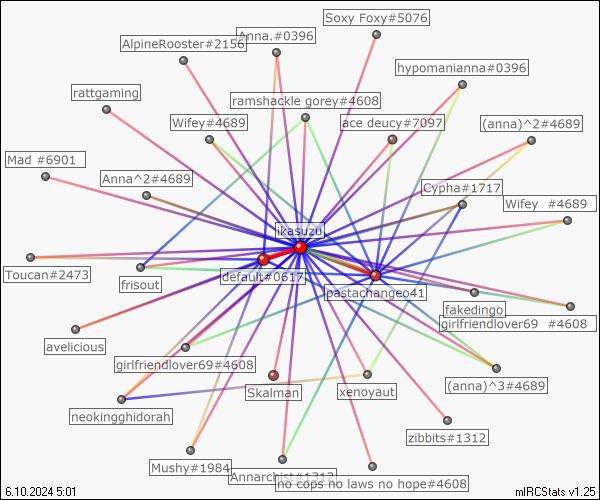 Soxy Foxy#5076
Anna.#0396
AlpineRooster#2156
hypomanianna#0396
rattgaming
ramshackle gorey#4608
Wifey#4689
ace deucy#7097
(anna)^2#4689
Mad #6901
Anna^2#4689
Cypha#1717
Wifey #4689
ikasuzu
Toucan#2473
frisout
default#0617
pastachangeo41
fakedingo
girlfriendlover69 #4608
avelicious
girlfriendlover69#4608
Skalman
xenoyaut
(anna)^3#4689
neokingghidorah
zibbits#1312
Mushy#1984
Annarchist#1312
no cops no laws no hope#4608
6.10.2024 5:01
mIRCStats v1.25